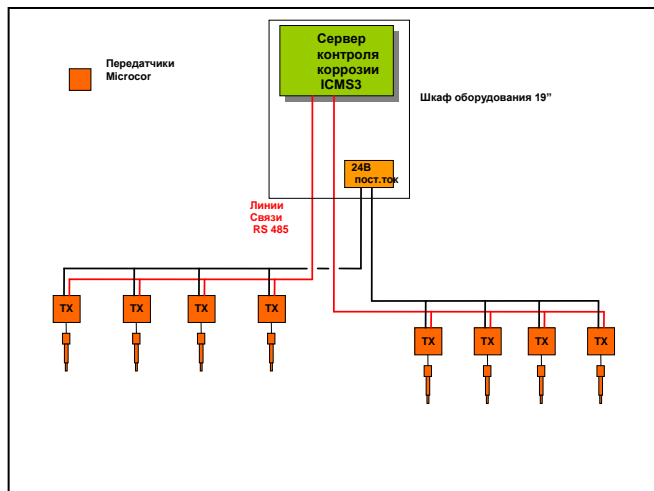 Сервер
контроля
коррозии
ICMS3
Передатчики
Microcor
Шкаф оборудования 19”
24В
пост.ток
Линии
Связи
RS 485
TX
TX
TX
TX
TX
TX
TX
TX